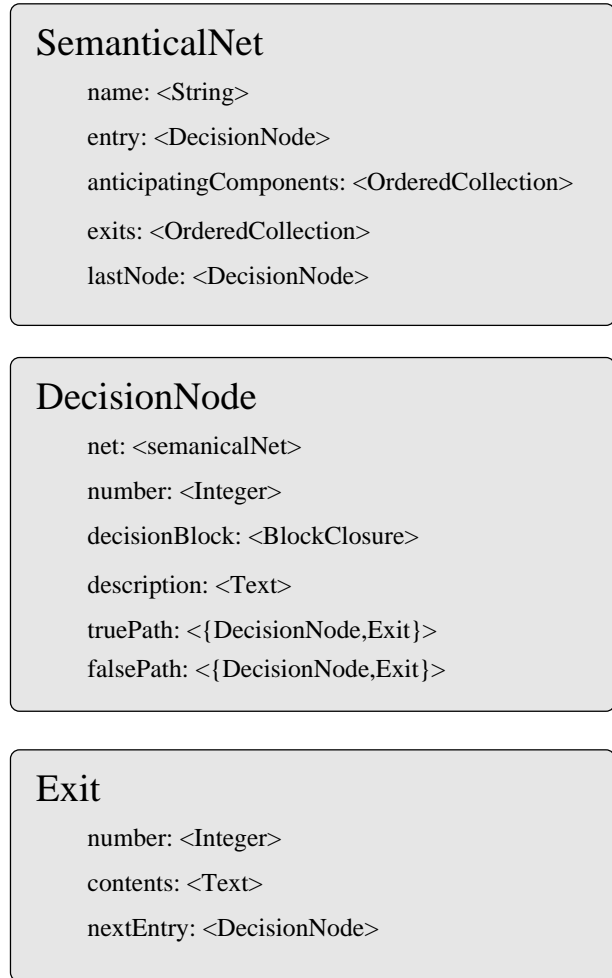 SemanticalNet
name: <String>
entry: <DecisionNode>
anticipatingComponents: <OrderedCollection>
exits: <OrderedCollection>
lastNode: <DecisionNode>
DecisionNode
net: <semanicalNet>
number: <Integer>
decisionBlock: <BlockClosure>
description: <Text>
truePath: <{DecisionNode,Exit}>
falsePath: <{DecisionNode,Exit}>
Exit
number: <Integer>
contents: <Text>
nextEntry: <DecisionNode>